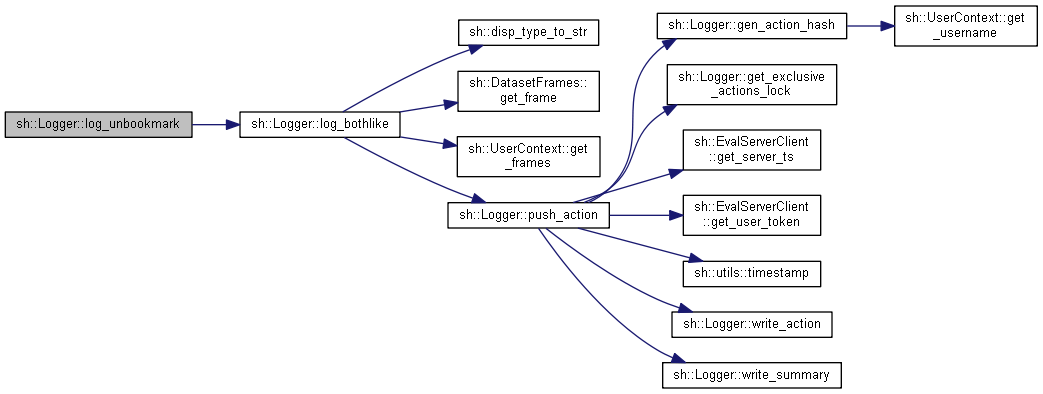 sh::Logger::log_unbookmark
sh::Logger::log_bothlike
sh::disp_type_to_str
sh::DatasetFrames::
get_frame
sh::UserContext::get
_frames
sh::Logger::push_action
sh::Logger::gen_action_hash
sh::UserContext::get
_username
sh::Logger::get_exclusive
_actions_lock
sh::EvalServerClient
::get_server_ts
sh::EvalServerClient
::get_user_token
sh::utils::timestamp
sh::Logger::write_action
sh::Logger::write_summary